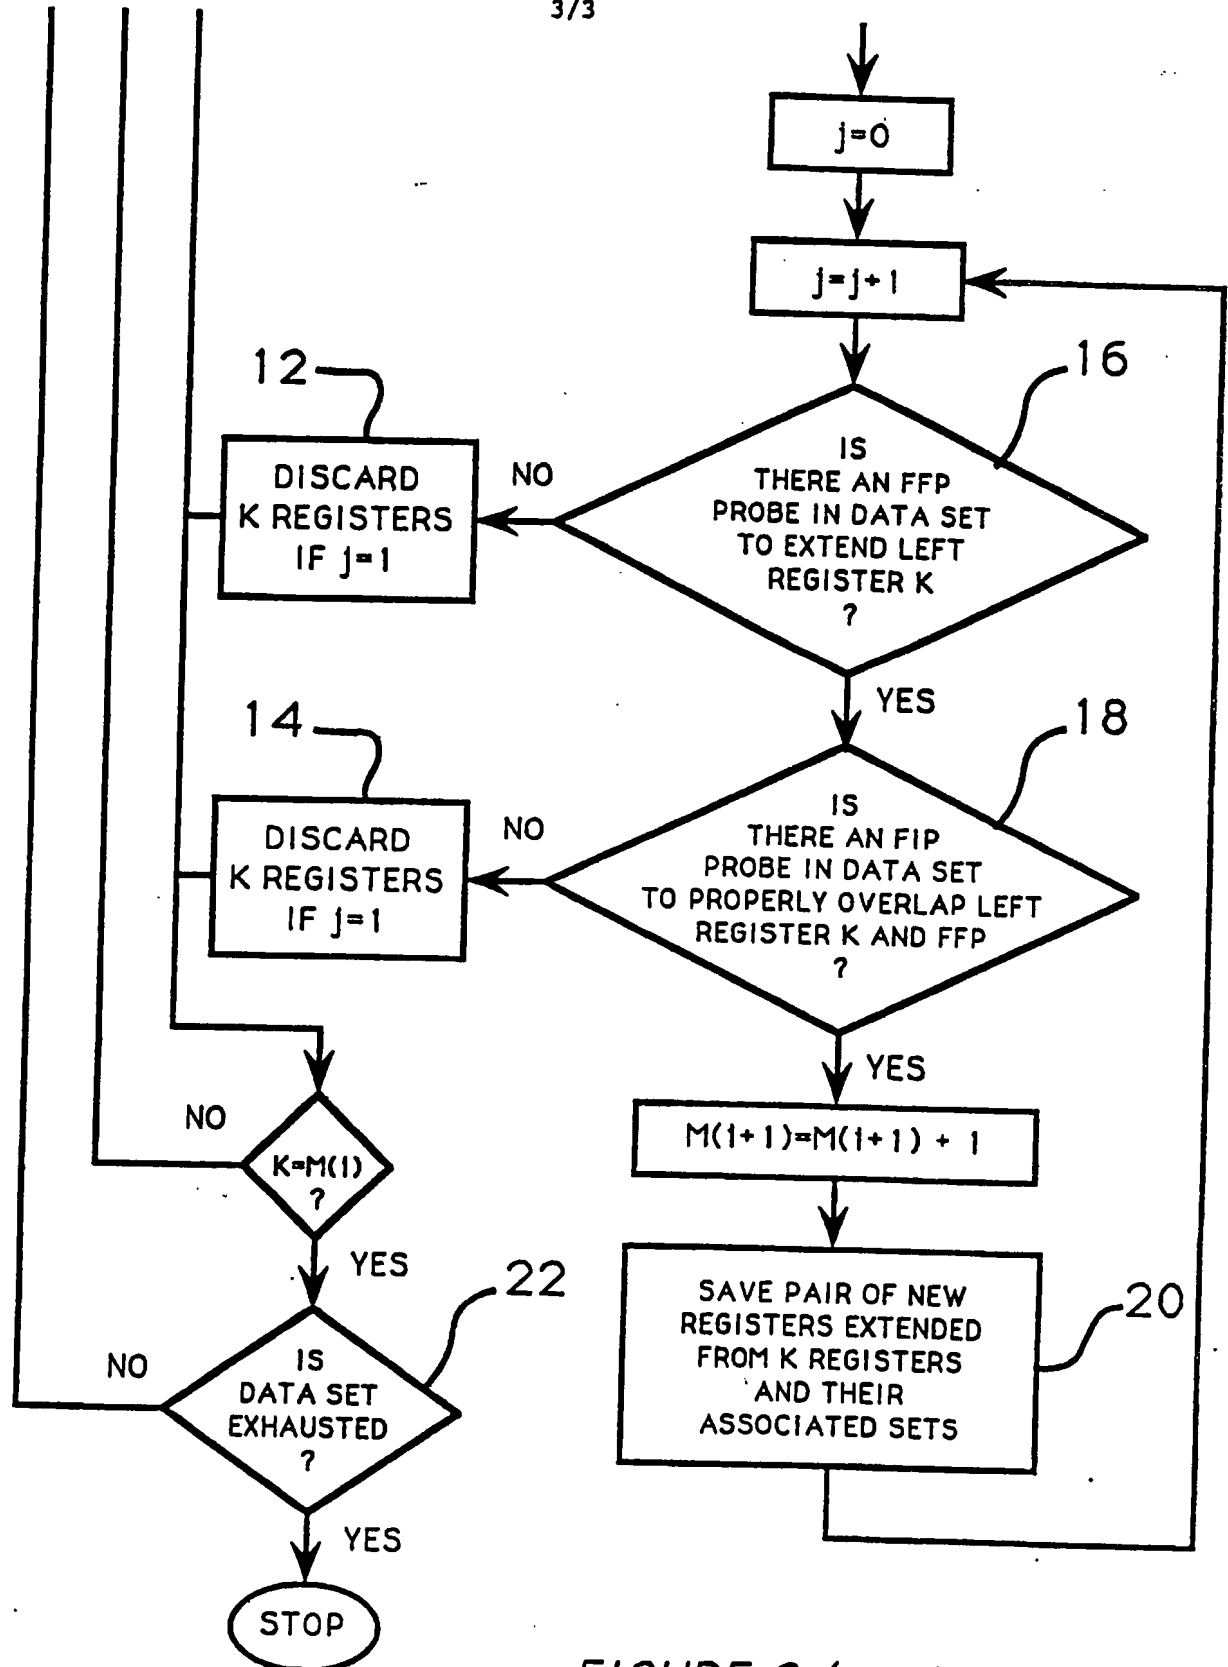 3/3
j=0
j=j+1
12
16
DISCARD
K REGISTERS
IF j=1
NO
IS
THERE AN FFP
PROBE IN DATA SET
TO EXTEND LEFT
REGISTER K
?
YES
14
18
DISCARD
K REGISTERS
IF j=1
NO
IS
THERE AN FIP
PROBE IN DATA SET
TO PROPERLY OVERLAP LEFT
REGISTER K AND FFP
?
YES
M(i+1)=M(i+1) + 1
NO
K=M(i)
?
YES
22
SAVE PAIR OF NEW
REGISTERS EXTENDED
FROM K REGISTERS
AND THEIR
ASSOCIATED SETS
20
NO
IS
DATA SET
EXHAUSTED
?
YES
STOP
FIGURE